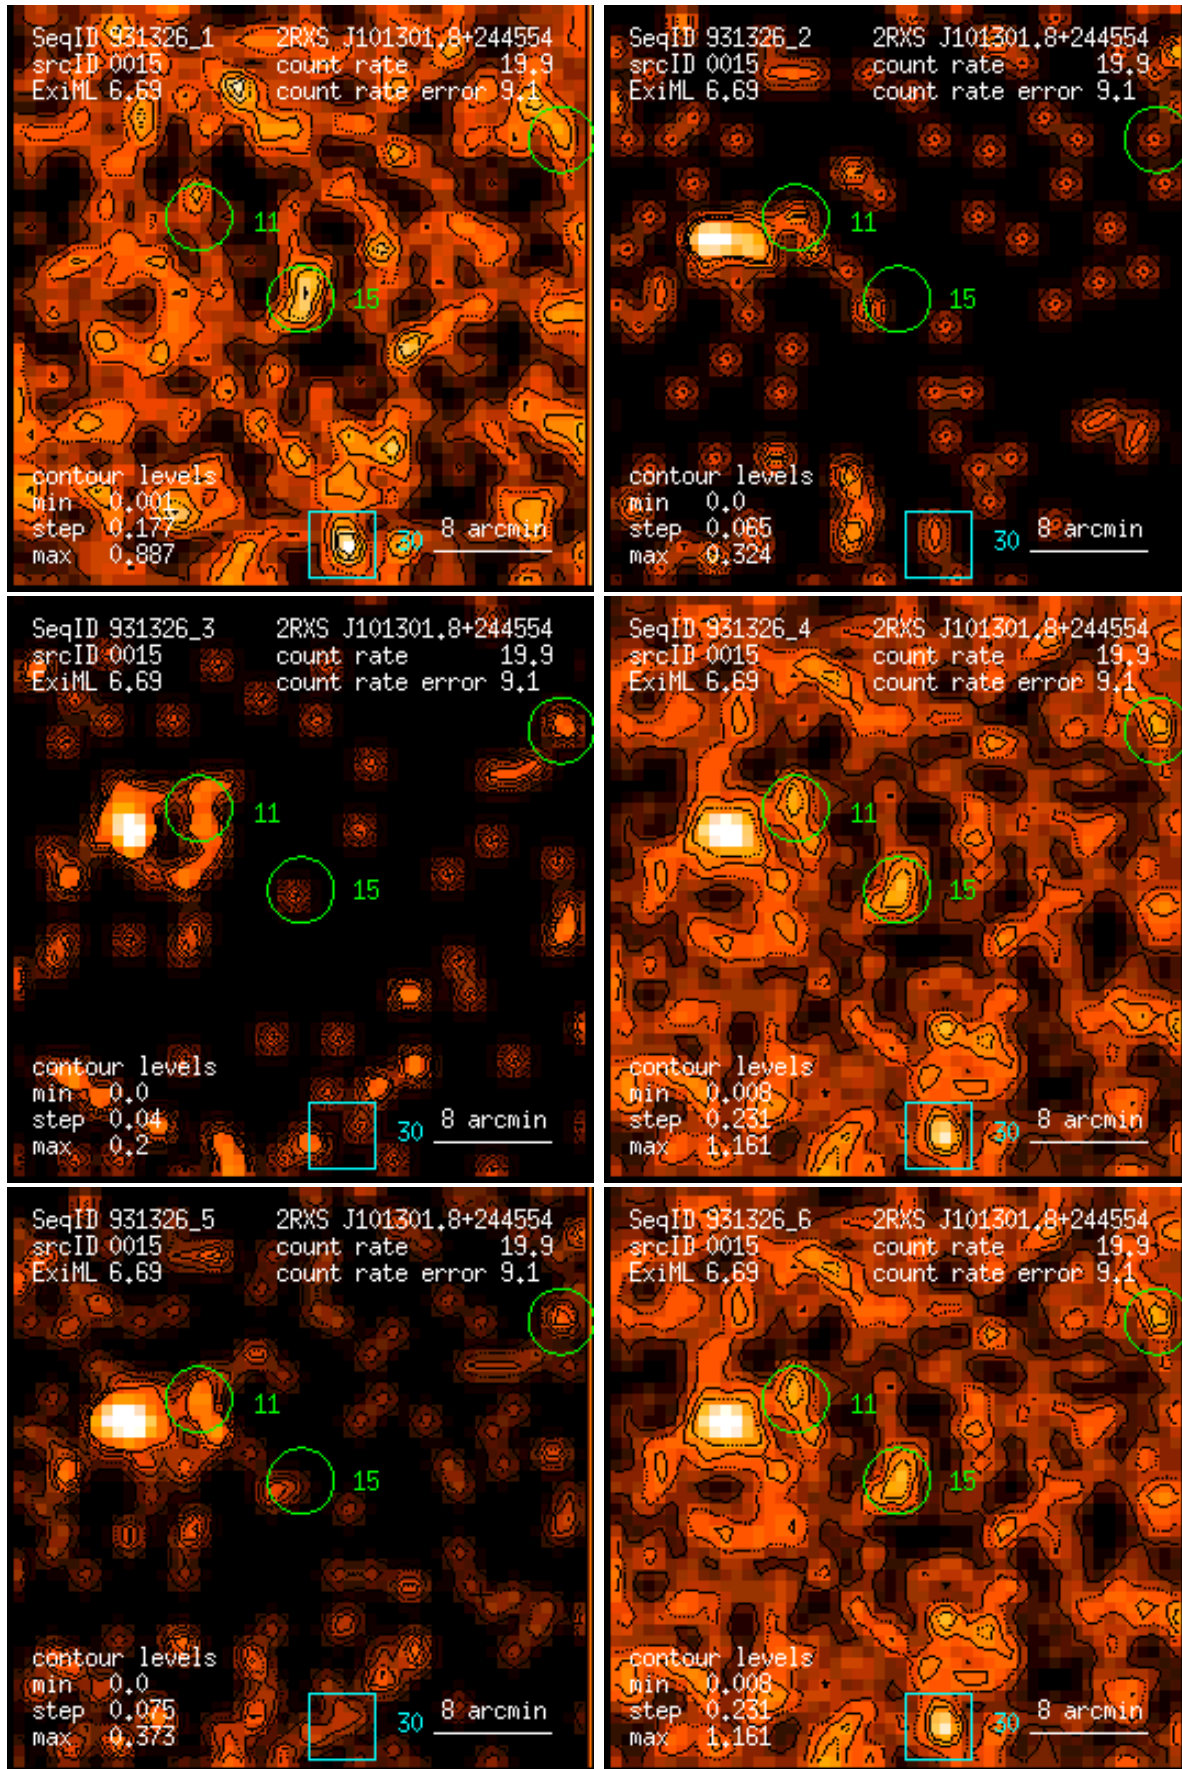 SeqID 931326_1 2RXS J101301.8+244554
srcID 0015 count rate 19.9
ExiML 6.69 count rate error 9.1
11
15
contour levels
min 0.001
step 0.177 8 arcmin
max 0.887 30
SeqID 931326_2 2RXS J101301.8+244554
srcID 0015 count rate 19.9
ExiML 6.69 count rate error 9.1
11
15
contour levels
min 0.0
step 0.065 8 arcmin
max 0.324 30
SeqID 931326_3 2RXS J101301.8+244554
srcID 0015 count rate 19.9
ExiML 6.69 count rate error 9.1
11
15
contour levels
min 0.0
step 0.04 8 arcmin
max 0.2 30
SeqID 931326_4 2RXS J101301.8+244554
srcID 0015 count rate 19.9
ExiML 6.69 count rate error 9.1
11
15
contour levels
min 0.008
step 0.231 8 arcmin
max 1.161 30
SeqID 931326_5 2RXS J101301.8+244554
srcID 0015 count rate 19.9
ExiML 6.69 count rate error 9.1
11
15
contour levels
min 0.0
step 0.075 8 arcmin
max 0.373 30
SeqID 931326_6 2RXS J101301.8+244554
srcID 0015 count rate 19.9
ExiML 6.69 count rate error 9.1
11
15
contour levels
min 0.008
step 0.231 8 arcmin
max 1.161 30